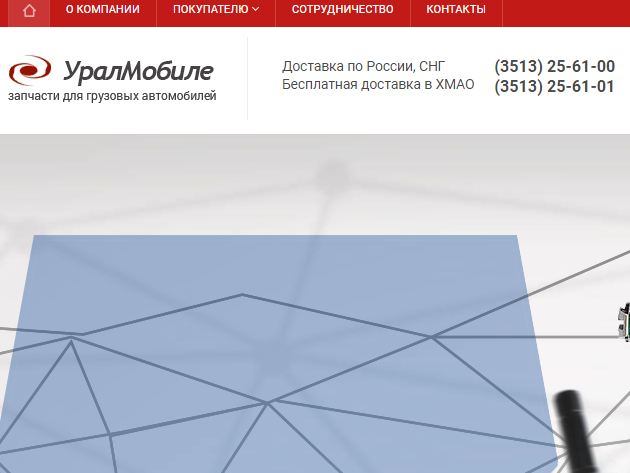 О КОМПАНИИ ПОКУПАТЕЛЮ СОТРУДНИЧЕСТВО КОНТАКТЫ
УралМобиле
запчасти для грузовых автомобилей
Доставка по России, СНГ
Бесплатная доставка в ХМАО
(3513) 25-61-00
(3513) 25-61-01